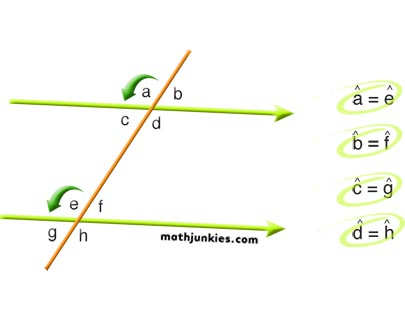 a b
c d
e f
g h
mathjunkies.com
â = ê
b̂ = f̂
ĉ = ĝ
d̂ = ĥ